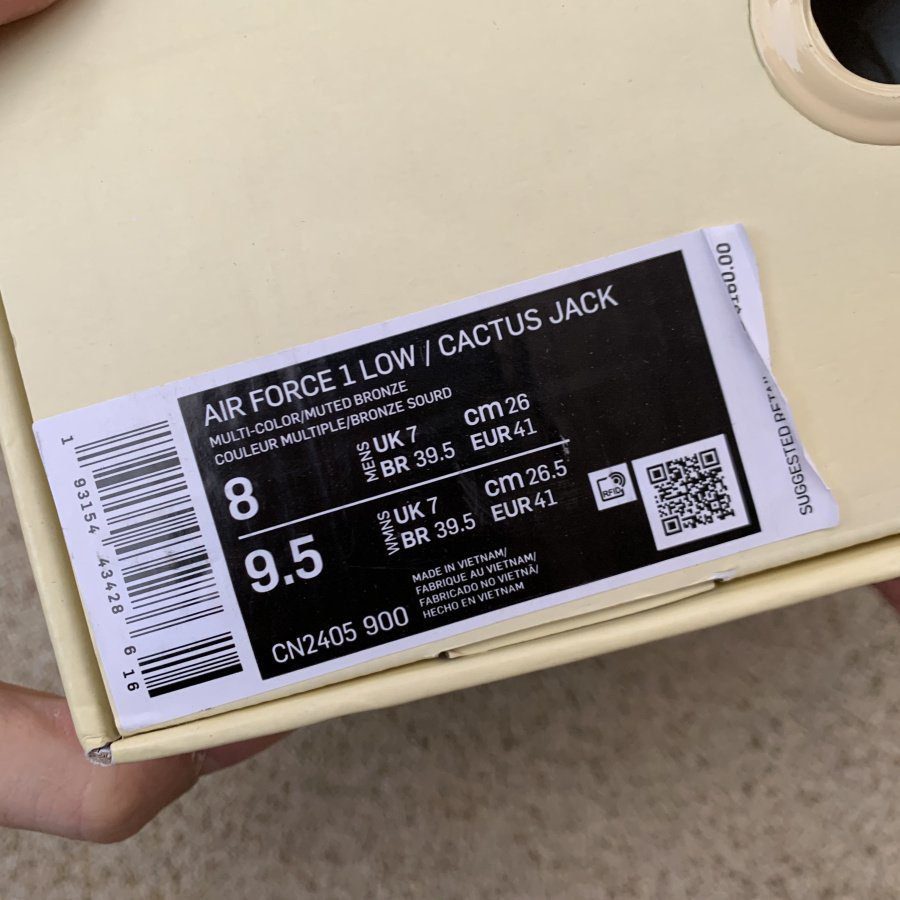 AIR FORCE 1 LOW / CACTUS JACK
MULTI-COLOR/MUTED BRONZE
COULEUR MULTIPLE/BRONZE SOURD
8
MENS
UK 7
cm 26
BR 39.5
EUR 41
9.5
WMNS
UK 7
cm 26.5
BR 39.5
EUR 41
RFID
MADE IN VIETNAM/
FABRIQUE AU VIETNAM/
FABRICADO NO VIETNÃ/
HECHO EN VIETNAM
CN2405 900
1 93154 43428 6 16
SUGGESTED